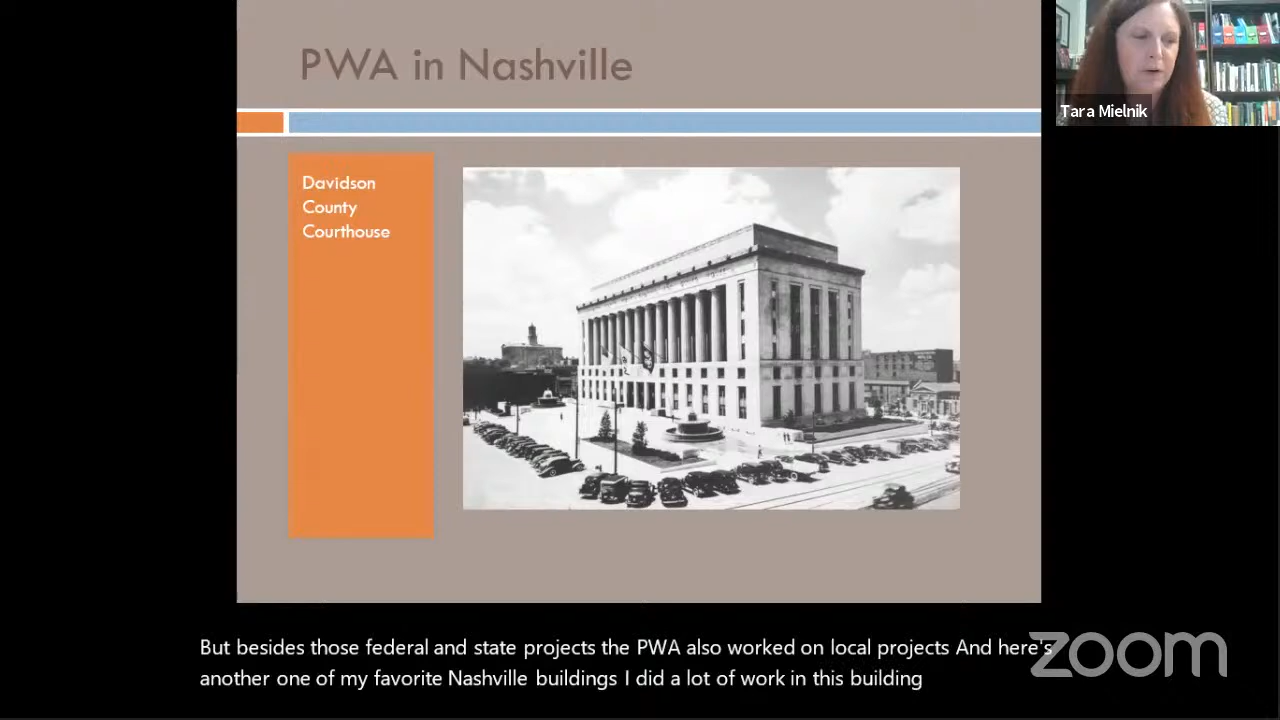 PWA in Nashville
Tara Mielnik
Davidson
County
Courthouse
But besides those federal and state projects the PWA also worked on local projects And here's
another one of my favorite Nashville buildings I did a lot of work in this building
zoom